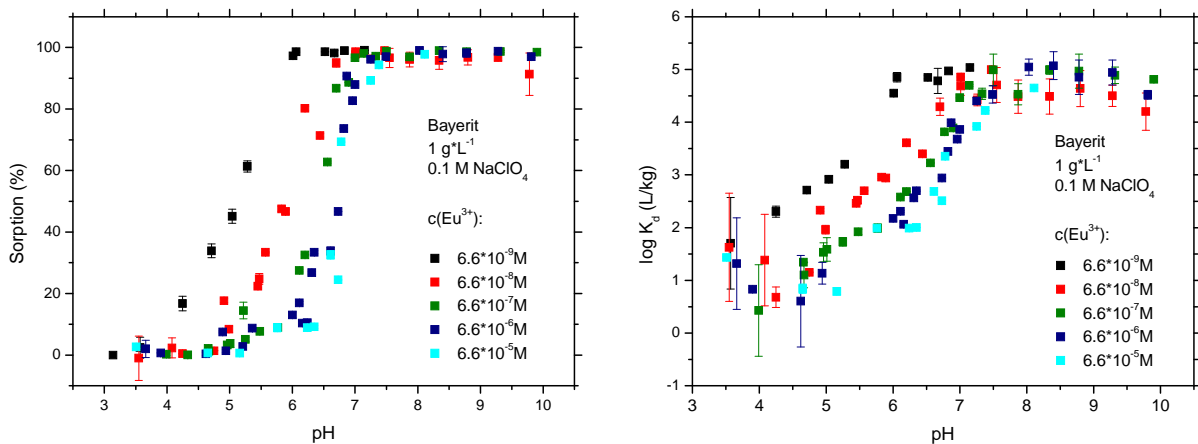 Sorption (%)
100
80
60
40
20
0
3 4 5 6 7 8 9 10
pH
Bayerit
1 g*L⁻¹
0.1 M NaClO₄
c(Eu³⁺):
6.6*10⁻⁹M
6.6*10⁻⁸M
6.6*10⁻⁷M
6.6*10⁻⁶M
6.6*10⁻⁵M
log K_d (L/kg)
6
5
4
3
2
1
0
-1
3 4 5 6 7 8 9 10
pH
Bayerit
1 g*L⁻¹
0.1 M NaClO₄
c(Eu³⁺):
6.6*10⁻⁹M
6.6*10⁻⁸M
6.6*10⁻⁷M
6.6*10⁻⁶M
6.6*10⁻⁵M